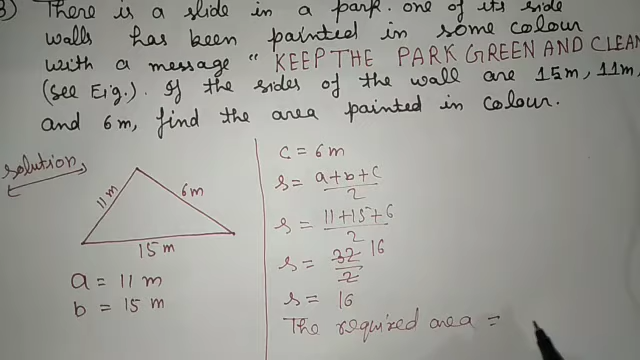 3) There is a slide in a park. one of its side
walls has been painted in some colour
with a message " KEEP THE PARK GREEN AND CLEAN
(see Fig.). If the sides of the wall are 15m, 11m,
and 6m, find the area painted in colour.
solution
11m
6m
15 m
a = 11 m
b = 15 m
c = 6m
s = a+b+c/2
s = 11+15+6/2
s = 32/2 16
s = 16
The required area =